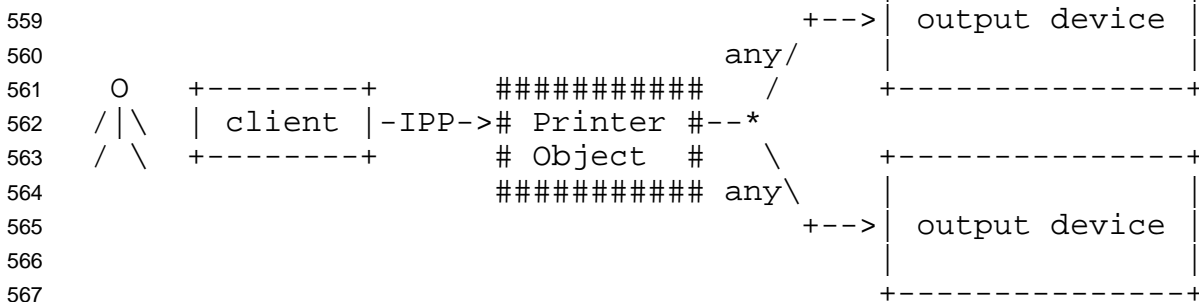 559                                         +-->| output device |
560                                     any/    |               |
561    O   +--------+      ###########   /     +---------------+
562   /|\  | client |-IPP-># Printer #--*
563   / \  +--------+      # Object  #   \     +---------------+
564                        ########### any\    |               |
565                                         +-->| output device |
566                                             |               |
567                                             +---------------+